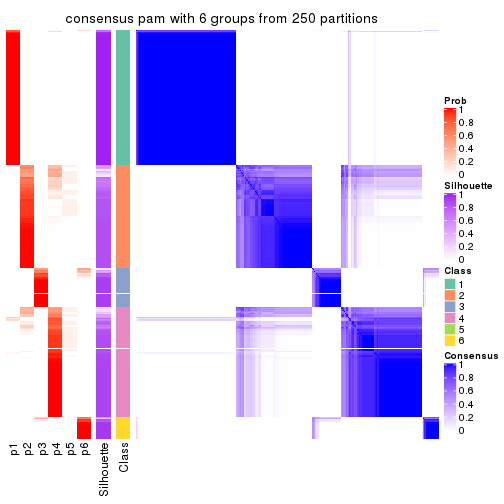 consensus pam with 6 groups from 250 partitions
Prob
1
0.8
0.6
0.4
0.2
0
Silhouette
1
0.8
0.6
0.4
0.2
0
Class
1
2
3
4
5
6
Consensus
1
0.8
0.6
0.4
0.2
0
p1
p2
p3
p4
p5
p6
Silhouette
Class